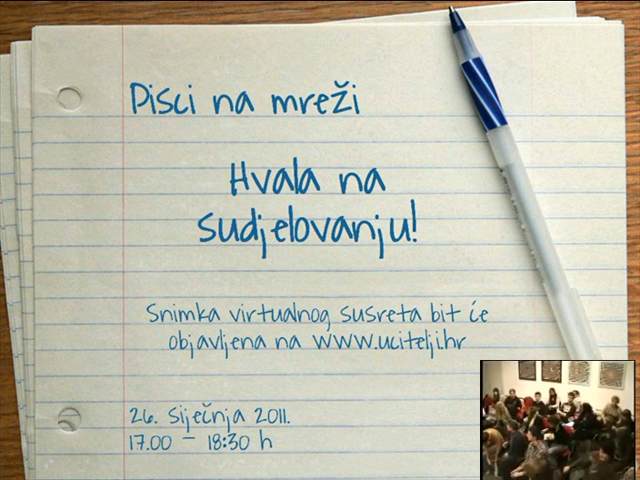 Pisci na mreži
Hvala na
sudjelovanju!
Snimka virtualnog susreta bit će
objavljena na www.ucitelji.hr
26. siječnja 2011.
17.00 – 18:30 h